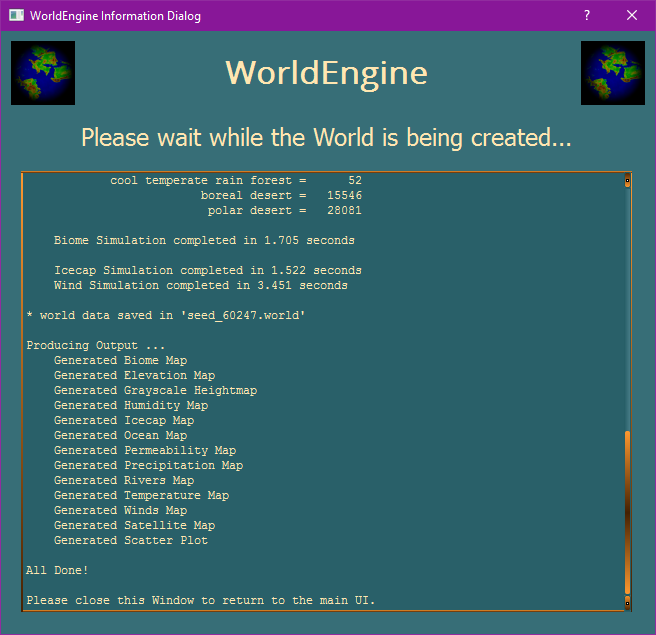 WorldEngine Information Dialog
?
WorldEngine
Please wait while the World is being created...
cool temperate rain forest =      52
boreal desert =   15546
polar desert =   28081
Biome Simulation completed in 1.705 seconds
Icecap Simulation completed in 1.522 seconds
Wind Simulation completed in 3.451 seconds
* world data saved in 'seed_60247.world'
Producing Output ...
Generated Biome Map
Generated Elevation Map
Generated Grayscale Heightmap
Generated Humidity Map
Generated Icecap Map
Generated Ocean Map
Generated Permeability Map
Generated Precipitation Map
Generated Rivers Map
Generated Temperature Map
Generated Winds Map
Generated Satellite Map
Generated Scatter Plot
All Done!
Please close this Window to return to the main UI.